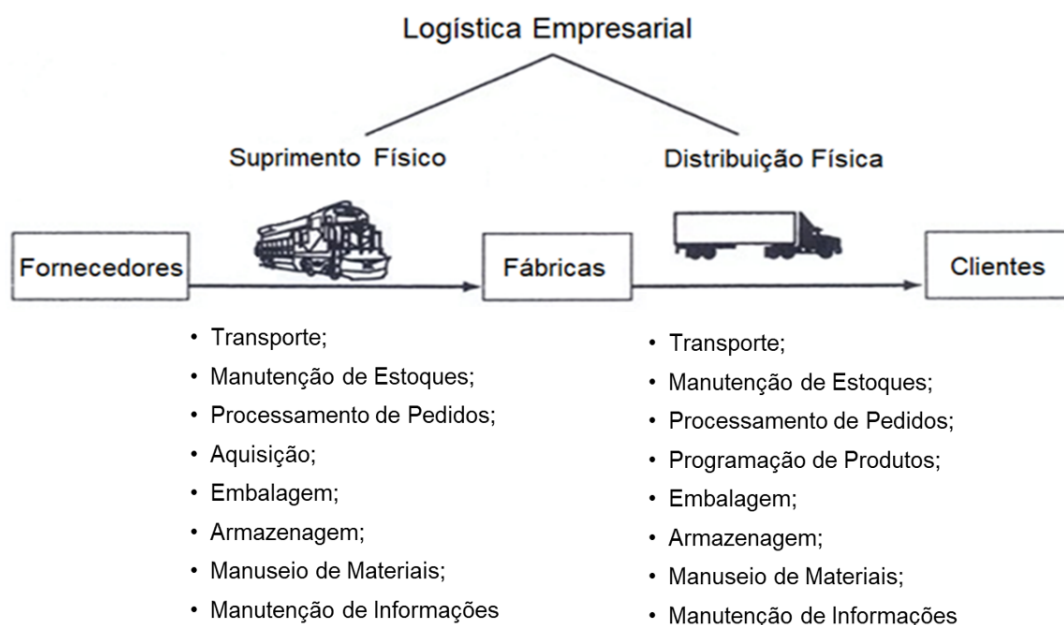 Logística Empresarial
Suprimento Físico
Distribuição Física
Fornecedores
Fábricas
Clientes
• Transporte;
• Manutenção de Estoques;
• Processamento de Pedidos;
• Aquisição;
• Embalagem;
• Armazenagem;
• Manuseio de Materiais;
• Manutenção de Informações
• Transporte;
• Manutenção de Estoques;
• Processamento de Pedidos;
• Programação de Produtos;
• Embalagem;
• Armazenagem;
• Manuseio de Materiais;
• Manutenção de Informações